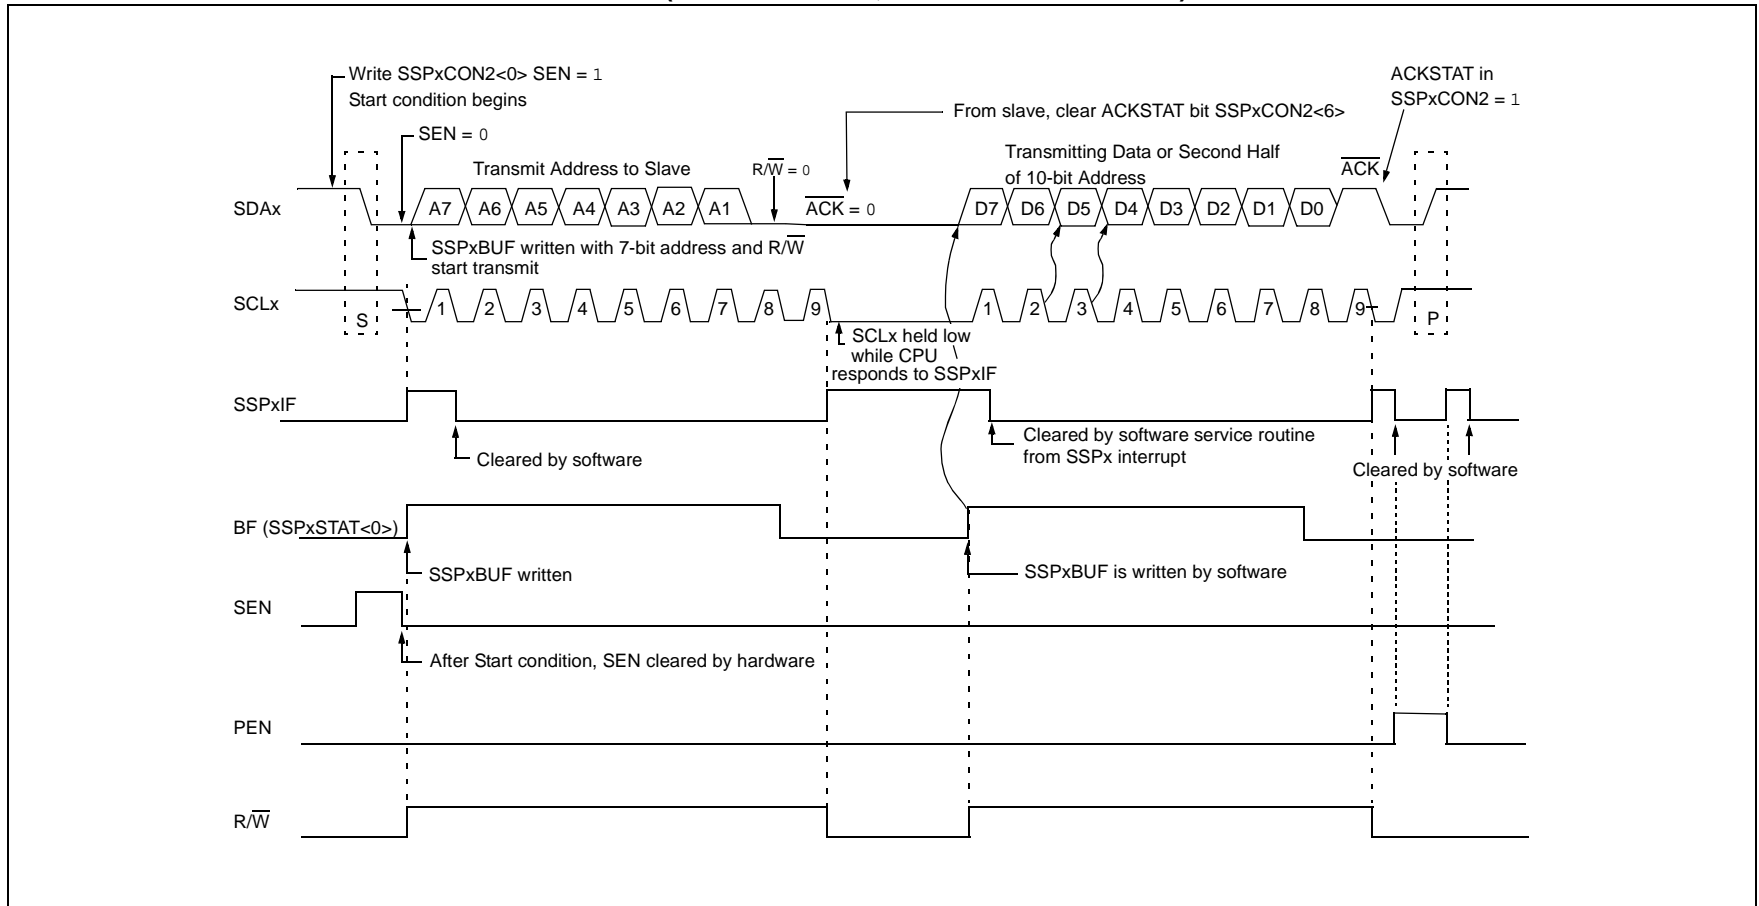 Write SSPxCON2<0> SEN = 1
Start condition begins
ACKSTAT in
SSPxCON2 = 1
From slave, clear ACKSTAT bit SSPxCON2<6>
SEN = 0
Transmit Address to Slave
R/W̅ = 0
Transmitting Data or Second Half
of 10-bit Address
A̅C̅K̅
SDAx
A7 A6 A5 A4 A3 A2 A1
A̅C̅K̅ = 0
D7 D6 D5 D4 D3 D2 D1 D0
SSPxBUF written with 7-bit address and R/W̅
start transmit
SCLx
S
1 2 3 4 5 6 7 8 9
1 2 3 4 5 6 7 8 9
P
SCLx held low
while CPU
responds to SSPxIF
SSPxIF
Cleared by software
Cleared by software service routine
from SSPx interrupt
Cleared by software
BF (SSPxSTAT<0>)
SSPxBUF written
SSPxBUF is written by software
SEN
After Start condition, SEN cleared by hardware
PEN
R/W̅